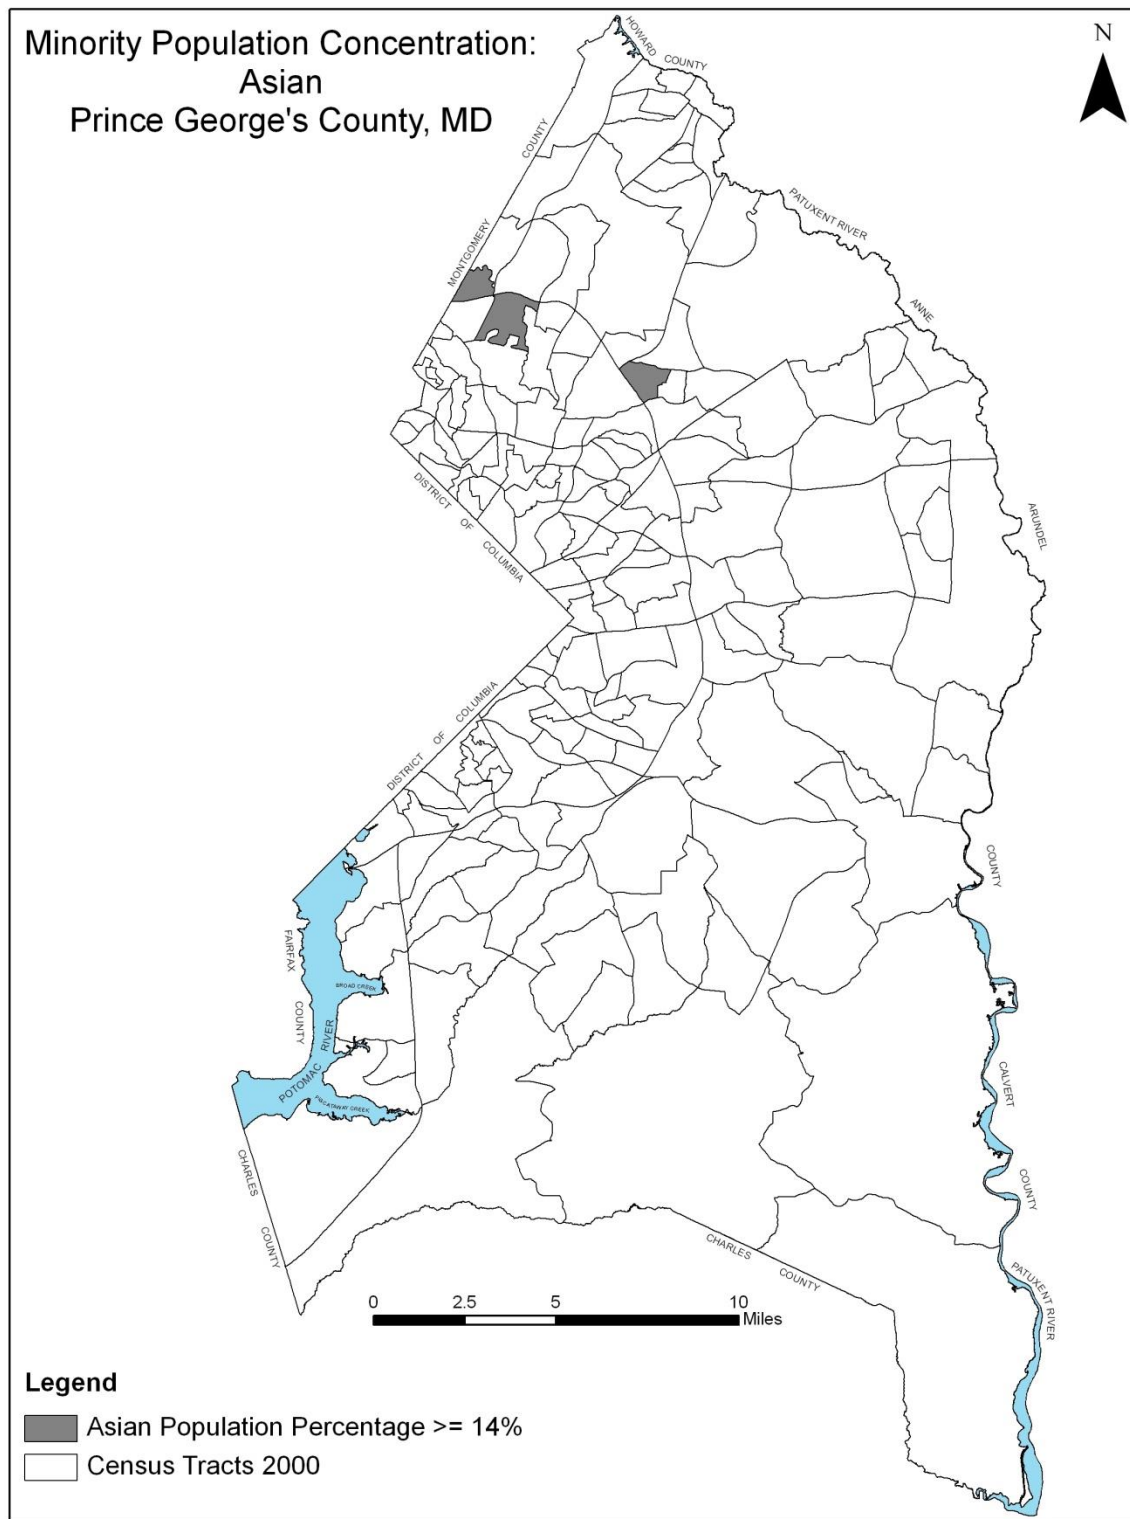 Minority Population Concentration:
Asian
Prince George's County, MD
N
HOWARD
COUNTY
COUNTY
MONTGOMERY
PATUXENT RIVER
ANNE
ARUNDEL
DISTRICT OF COLUMBIA
DISTRICT OF COLUMBIA
COUNTY
FAIRFAX
COUNTY
BROAD CREEK
POTOMAC RIVER
PISCATAWAY CREEK
CALVERT
COUNTY
CHARLES
COUNTY
CHARLES
COUNTY
PATUXENT RIVER
0 2.5 5 10
Miles
Legend
Asian Population Percentage >= 14%
Census Tracts 2000